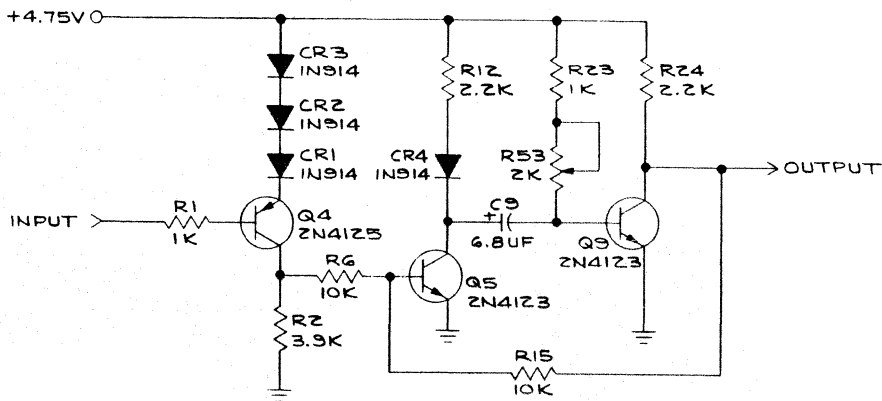 +4.75V
CR3
1N914
CR2
1N914
CR1
1N914
R12
2.2K
R23
1K
R24
2.2K
CR4
1N914
R53
2K
OUTPUT
INPUT
R1
1K
Q4
2N4125
C9
+
6.8UF
Q9
2N4123
R6
10K
Q5
2N4123
R2
3.9K
R15
10K